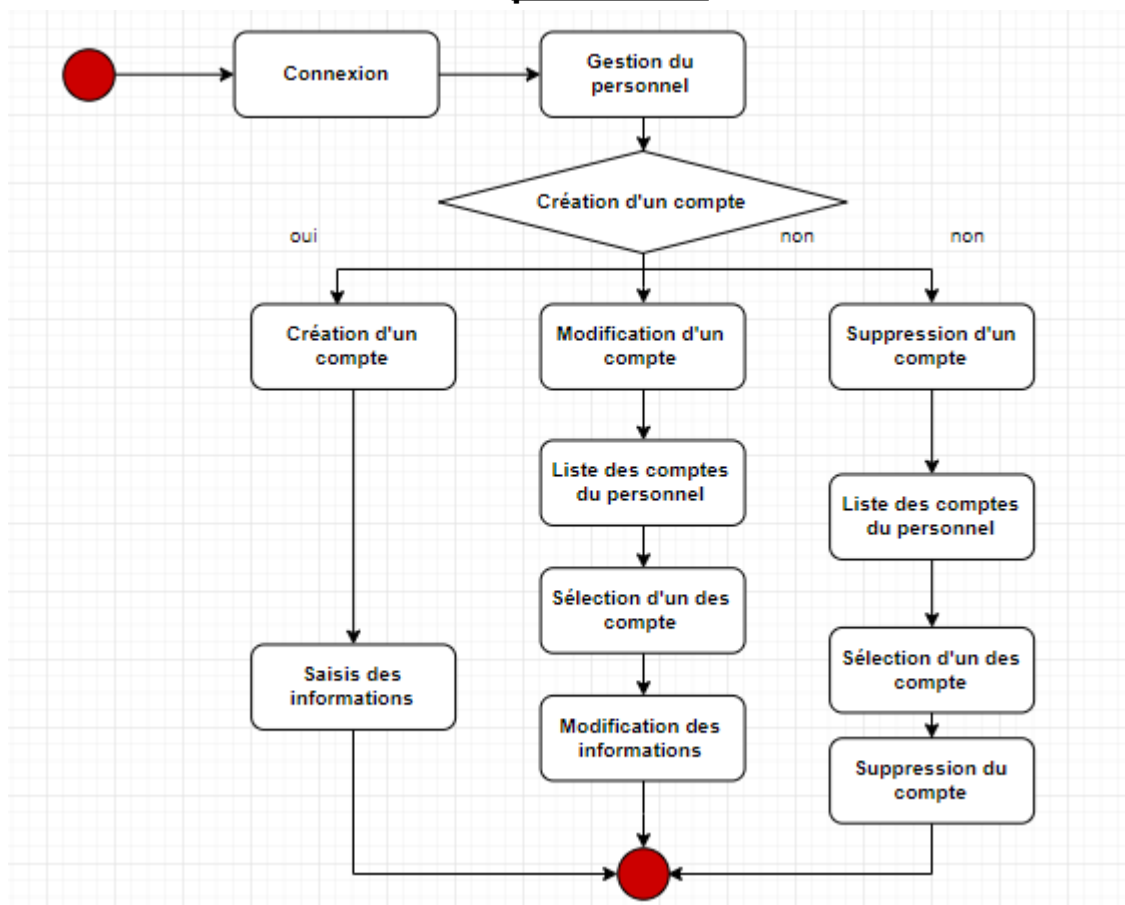 Connexion
Gestion du
personnel
Création d'un compte
oui
non
non
Création d'un
compte
Modification d'un
compte
Suppression d'un
compte
Liste des comptes
du personnel
Liste des comptes
du personnel
Sélection d'un des
compte
Sélection d'un des
compte
Saisis des
informations
Modification des
informations
Suppression du
compte